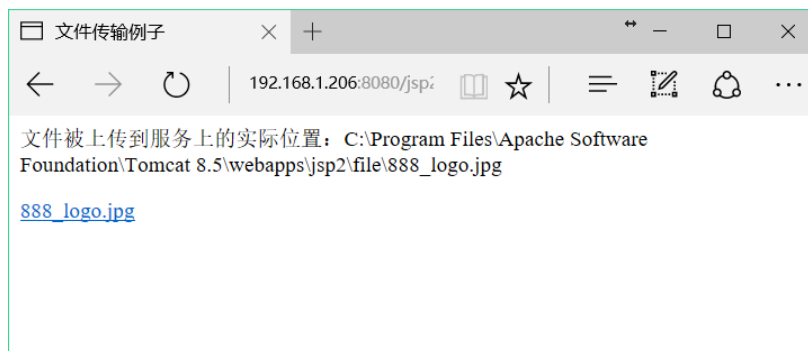 文件传输例子
192.168.1.206:8080/jsp2
文件被上传到服务上的实际位置：C:\Program Files\Apache Software
Foundation\Tomcat 8.5\webapps\jsp2\file\888_logo.jpg
888_logo.jpg